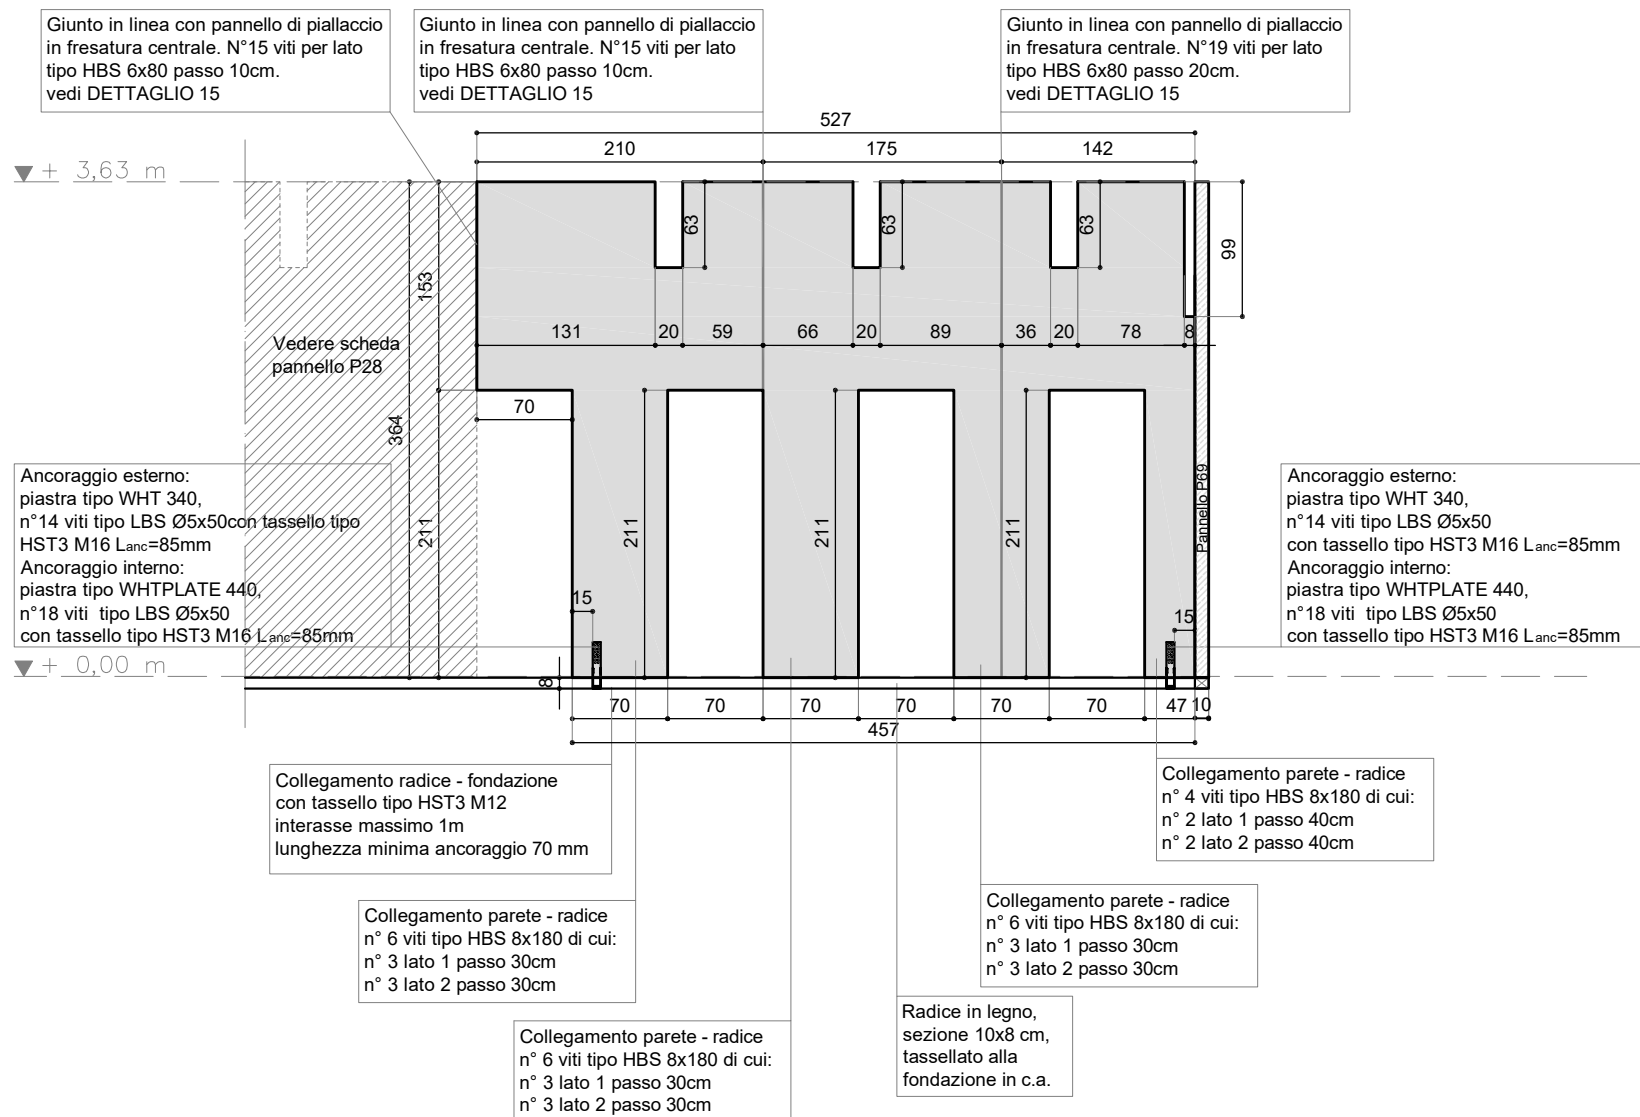 Giunto in linea con pannello di piallaccio
in fresatura centrale. N°15 viti per lato
tipo HBS 6x80 passo 10cm.
vedi DETTAGLIO 15
Giunto in linea con pannello di piallaccio
in fresatura centrale. N°15 viti per lato
tipo HBS 6x80 passo 10cm.
vedi DETTAGLIO 15
Giunto in linea con pannello di piallaccio
in fresatura centrale. N°19 viti per lato
tipo HBS 6x80 passo 20cm.
vedi DETTAGLIO 15
527
210 175 142
+ 3,63 m
63 63 63 99
153
131 20 59 66 20 89 36 20 78 8
Vedere scheda
pannello P28
70
364
211
211 211 211
Pannello P69
Ancoraggio esterno:
piastra tipo WHT 340,
n°14 viti tipo LBS Ø5x50con tassello tipo
HST3 M16 Lanc=85mm
Ancoraggio interno:
piastra tipo WHTPLATE 440,
n°18 viti tipo LBS Ø5x50
con tassello tipo HST3 M16 Lanc=85mm
Ancoraggio esterno:
piastra tipo WHT 340,
n°14 viti tipo LBS Ø5x50
con tassello tipo HST3 M16 Lanc=85mm
Ancoraggio interno:
piastra tipo WHTPLATE 440,
n°18 viti tipo LBS Ø5x50
con tassello tipo HST3 M16 Lanc=85mm
15 15
+ 0,00 m
8
70 70 70 70 70 70 47 10
457
Collegamento radice - fondazione
con tassello tipo HST3 M12
interasse massimo 1m
lunghezza minima ancoraggio 70 mm
Collegamento parete - radice
n° 4 viti tipo HBS 8x180 di cui:
n° 2 lato 1 passo 40cm
n° 2 lato 2 passo 40cm
Collegamento parete - radice
n° 6 viti tipo HBS 8x180 di cui:
n° 3 lato 1 passo 30cm
n° 3 lato 2 passo 30cm
Collegamento parete - radice
n° 6 viti tipo HBS 8x180 di cui:
n° 3 lato 1 passo 30cm
n° 3 lato 2 passo 30cm
Radice in legno,
sezione 10x8 cm,
tassellato alla
fondazione in c.a.
Collegamento parete - radice
n° 6 viti tipo HBS 8x180 di cui:
n° 3 lato 1 passo 30cm
n° 3 lato 2 passo 30cm